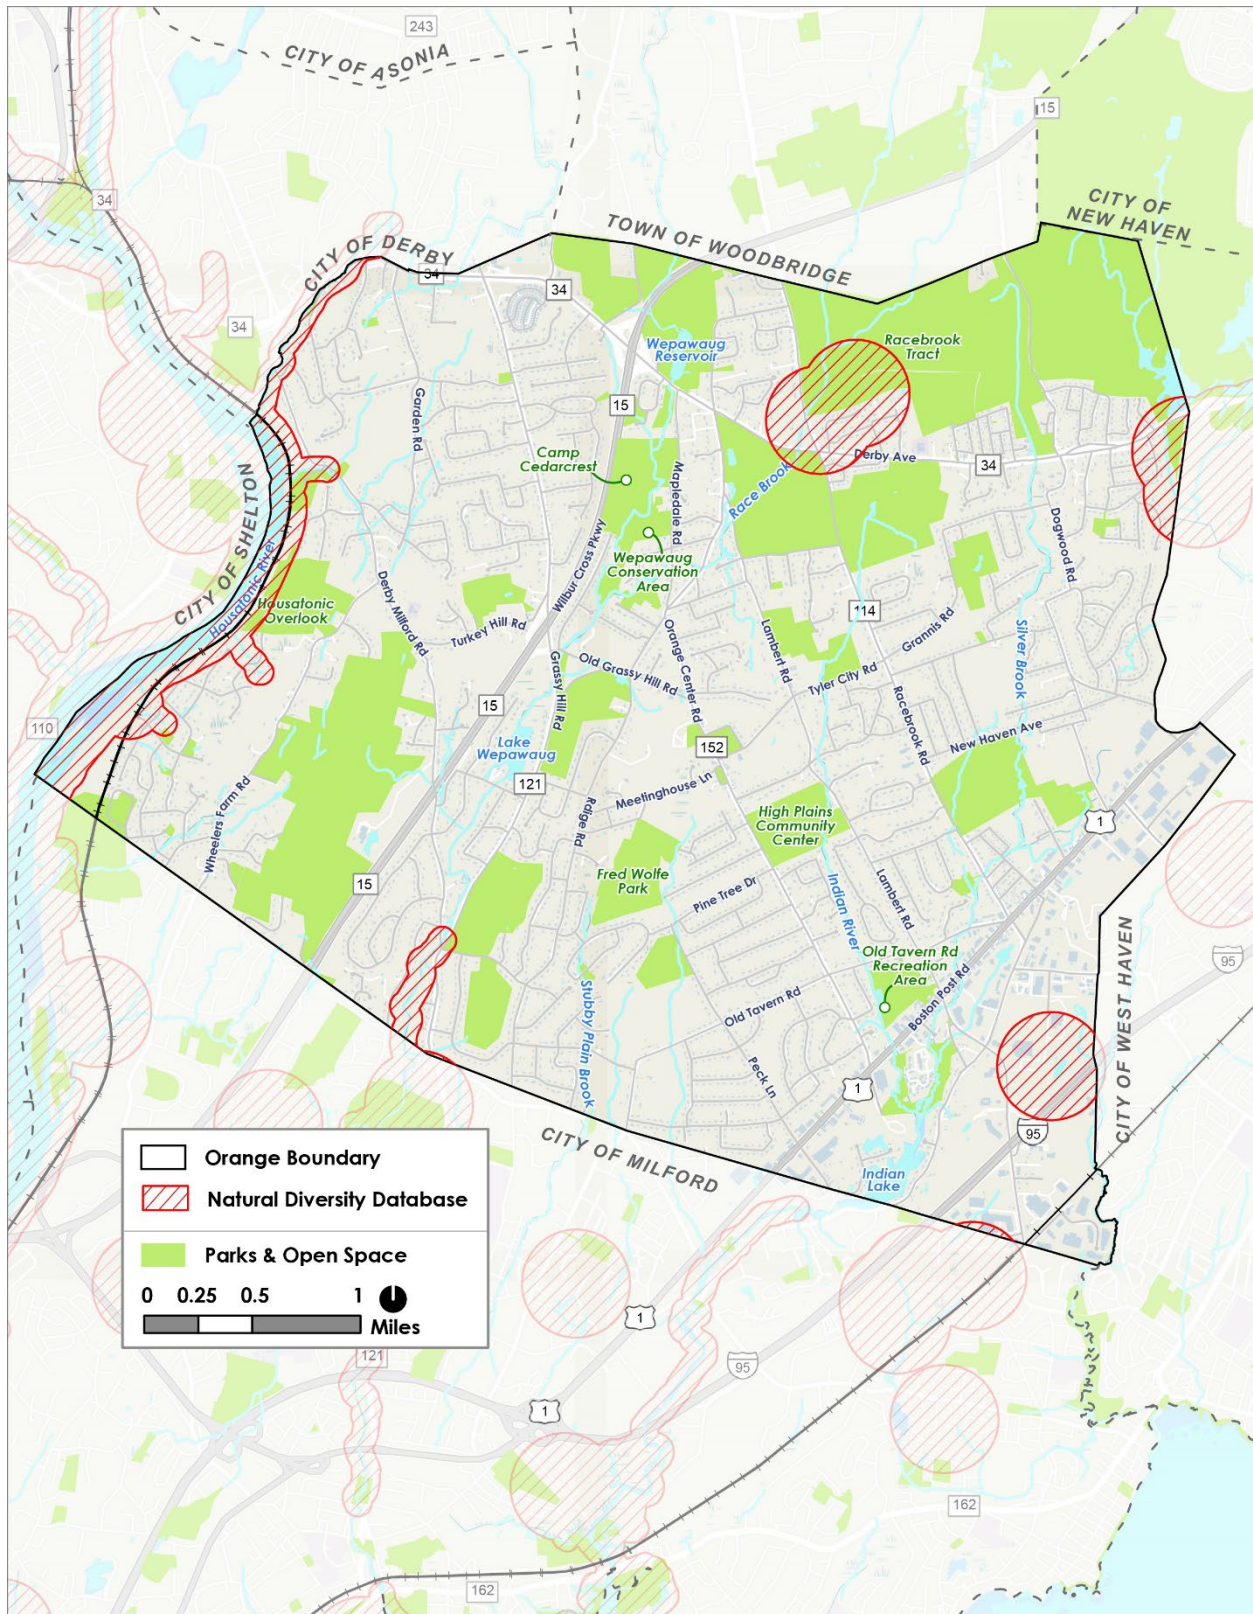 243
CITY OF ASONIA
15
34
CITY OF
NEW HAVEN
TOWN OF WOODBRIDGE
CITY OF DERBY
34
34
34
Wepawaug
Reservoir
Racebrook
Tract
15
Garden Rd
Camp
Cedarcrest
Mapledale Rd
Race Brook
Derby Ave
34
CITY OF SHELTON
Housatonic River
Wilbur Cross Pkwy
Wepawaug
Conservation
Area
Dogwood Rd
Housatonic
Overlook
Derby Milford Rd
Turkey Hill Rd
114
Grannis Rd
Silver Brook
Orange Center Rd
Lambert Rd
Old Grassy Hill Rd
Grassy Hill Rd
Tyler City Rd
Racebrook Rd
15
110
Lake
Wepawaug
152
New Haven Ave
121
Meetinghouse Ln
Wheelers Farm Rd
Rdige Rd
High Plains
Community
Center
1
Fred Wolfe
Park
Pine Tree Dr
15
Indian River
Lambert Rd
Old Tavern Rd
Recreation
Area
Boston Post Rd
95
CITY OF WEST HAVEN
Stubby Plain Brook
Old Tavern Rd
Peck Ln
1
95
CITY OF MILFORD
Indian
Lake
Orange Boundary
Natural Diversity Database
Parks & Open Space
0 0.25 0.5 1
Miles
1
121
95
1
162
162